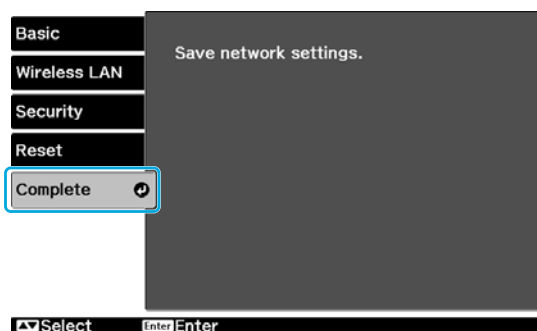 Basic
Wireless LAN
Security
Reset
Complete
Save network settings.
Select Enter Enter